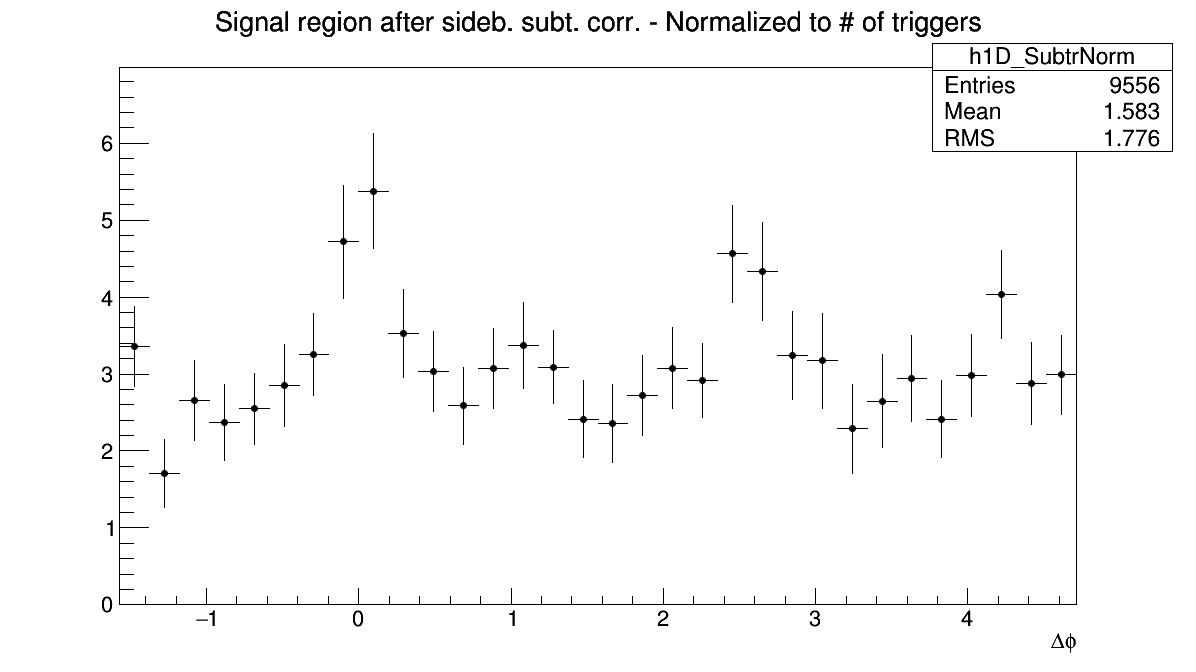 Signal region after sideb. subt. corr. - Normalized to # of triggers
h1D_SubtrNorm
Entries 9556
Mean 1.583
RMS 1.776
6
5
4
3
2
1
0
−1 0 1 2 3 4
Δϕ